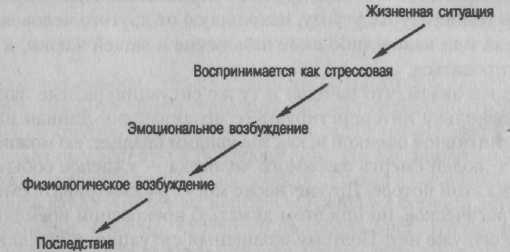 Жизненная ситуация
Воспринимается как стрессовая
Эмоциональное возбуждение
Физиологическое возбуждение
Последствия